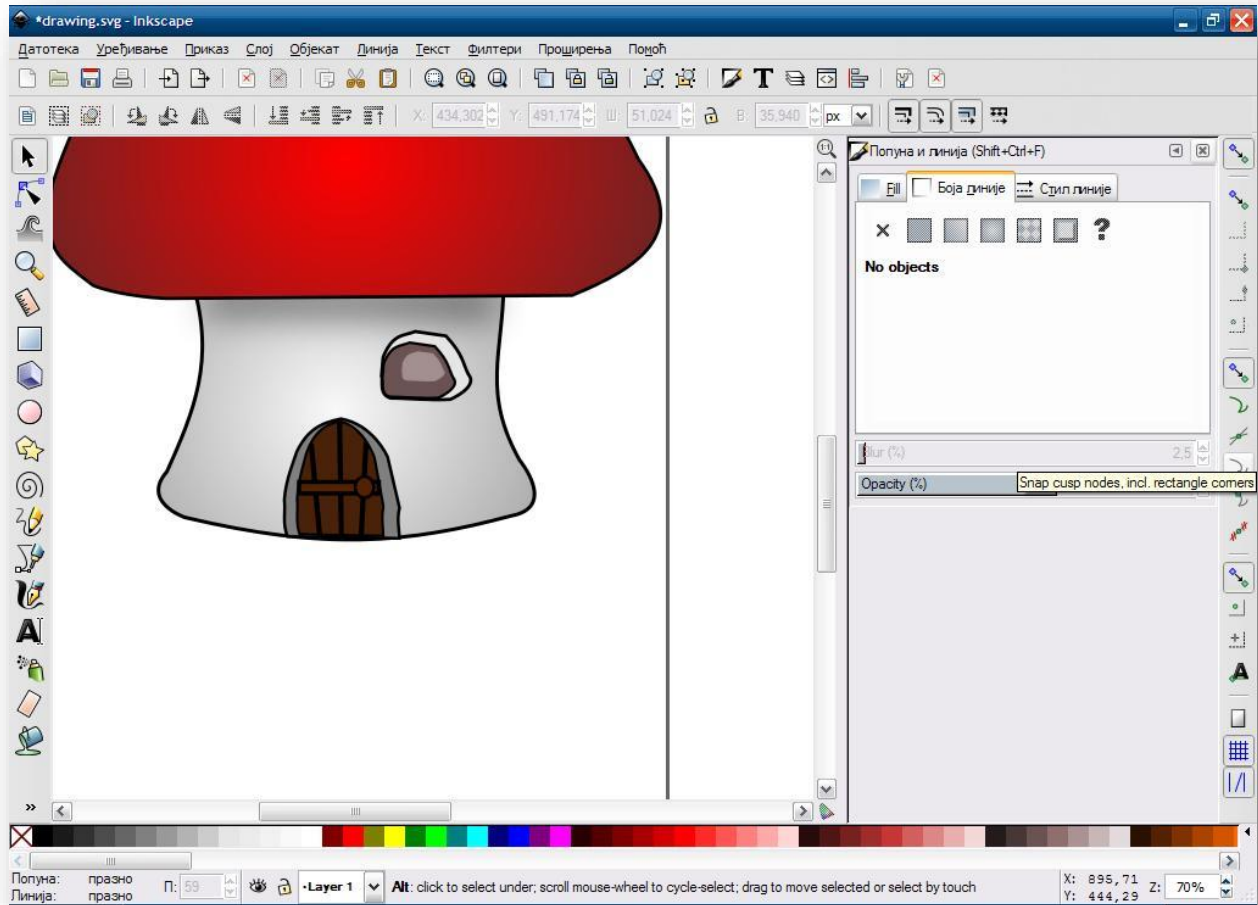 *drawing.svg - Inkscape
Датотека Уређивање Приказ Слој Објекат Линија Текст Филтери Проширења Помоћ
X: 434,302 Y: 491,174 Ш: 51,024 В: 35,940 px
Попуна и линија (Shift+Ctrl+F)
Fill Боја линије Стил линије
No objects
Blur (%) 2,5
Opacity (%)
Snap cusp nodes, incl. rectangle corners
Попуна: празно
Линија: празно
П: 59
•Layer 1
Alt: click to select under; scroll mouse-wheel to cycle-select; drag to move selected or select by touch
X: 895,71
Y: 444,29
Z: 70%